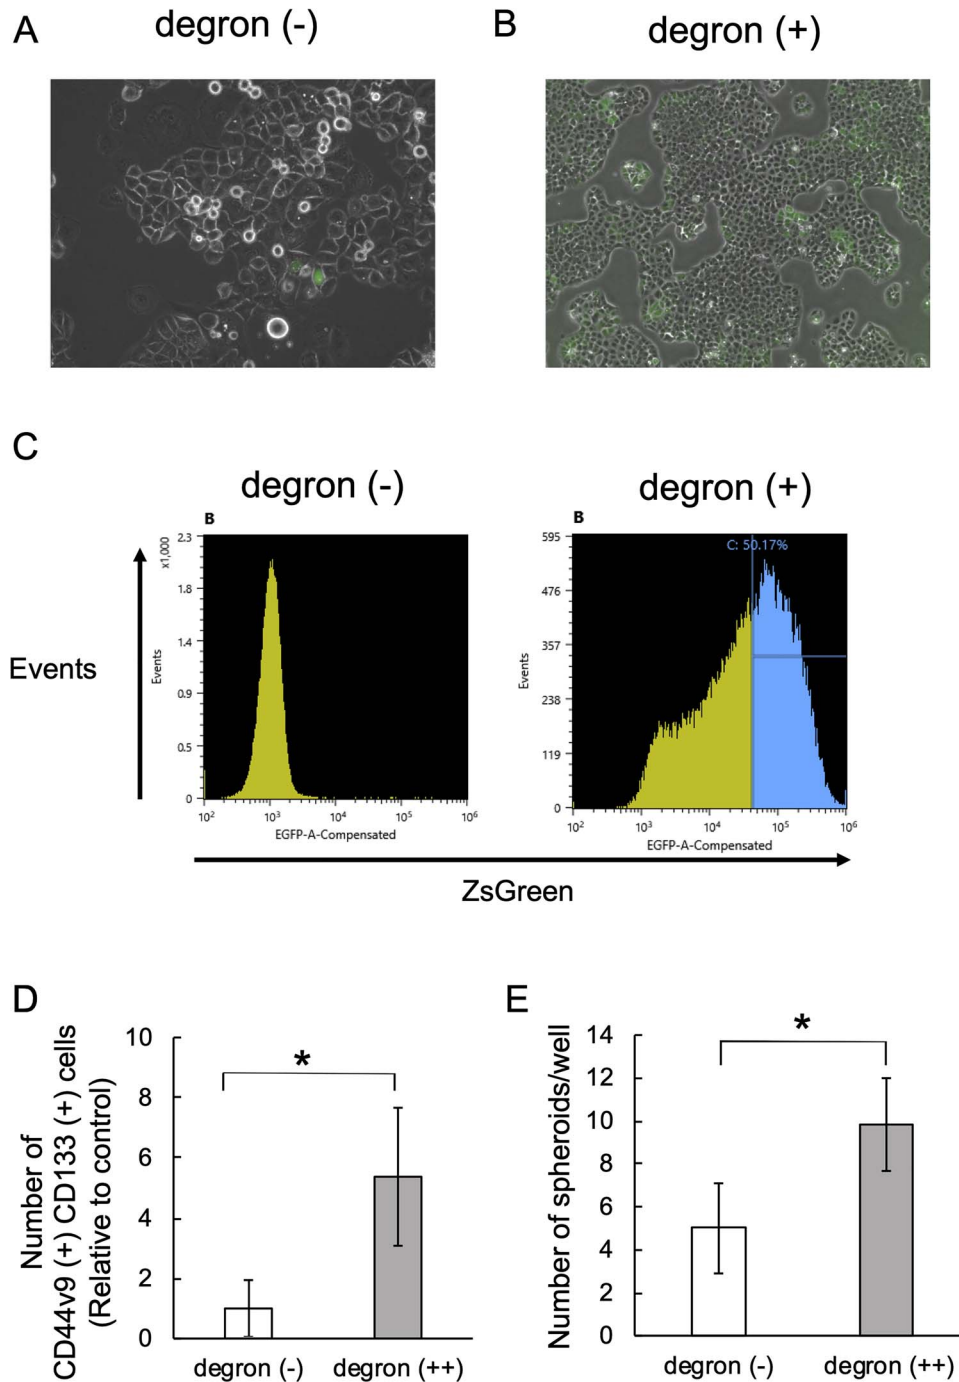 A
degron (-)
B
degron (+)
C
degron (-)
degron (+)
B
x1,000
2.3
1.8
1.4
0.9
0.5
0
Events
10²
10³
10⁴
10⁵
10⁶
EGFP-A-Compensated
B
C: 50.17%
595
476
357
238
119
0
Events
10²
10³
10⁴
10⁵
10⁶
EGFP-A-Compensated
Events
ZsGreen
D
Number of
CD44v9 (+) CD133 (+) cells
(Relative to control)
10
8
6
4
2
0
*
degron (-)
degron (++)
E
Number of spheroids/well
14
12
10
8
6
4
2
0
*
degron (-)
degron (++)